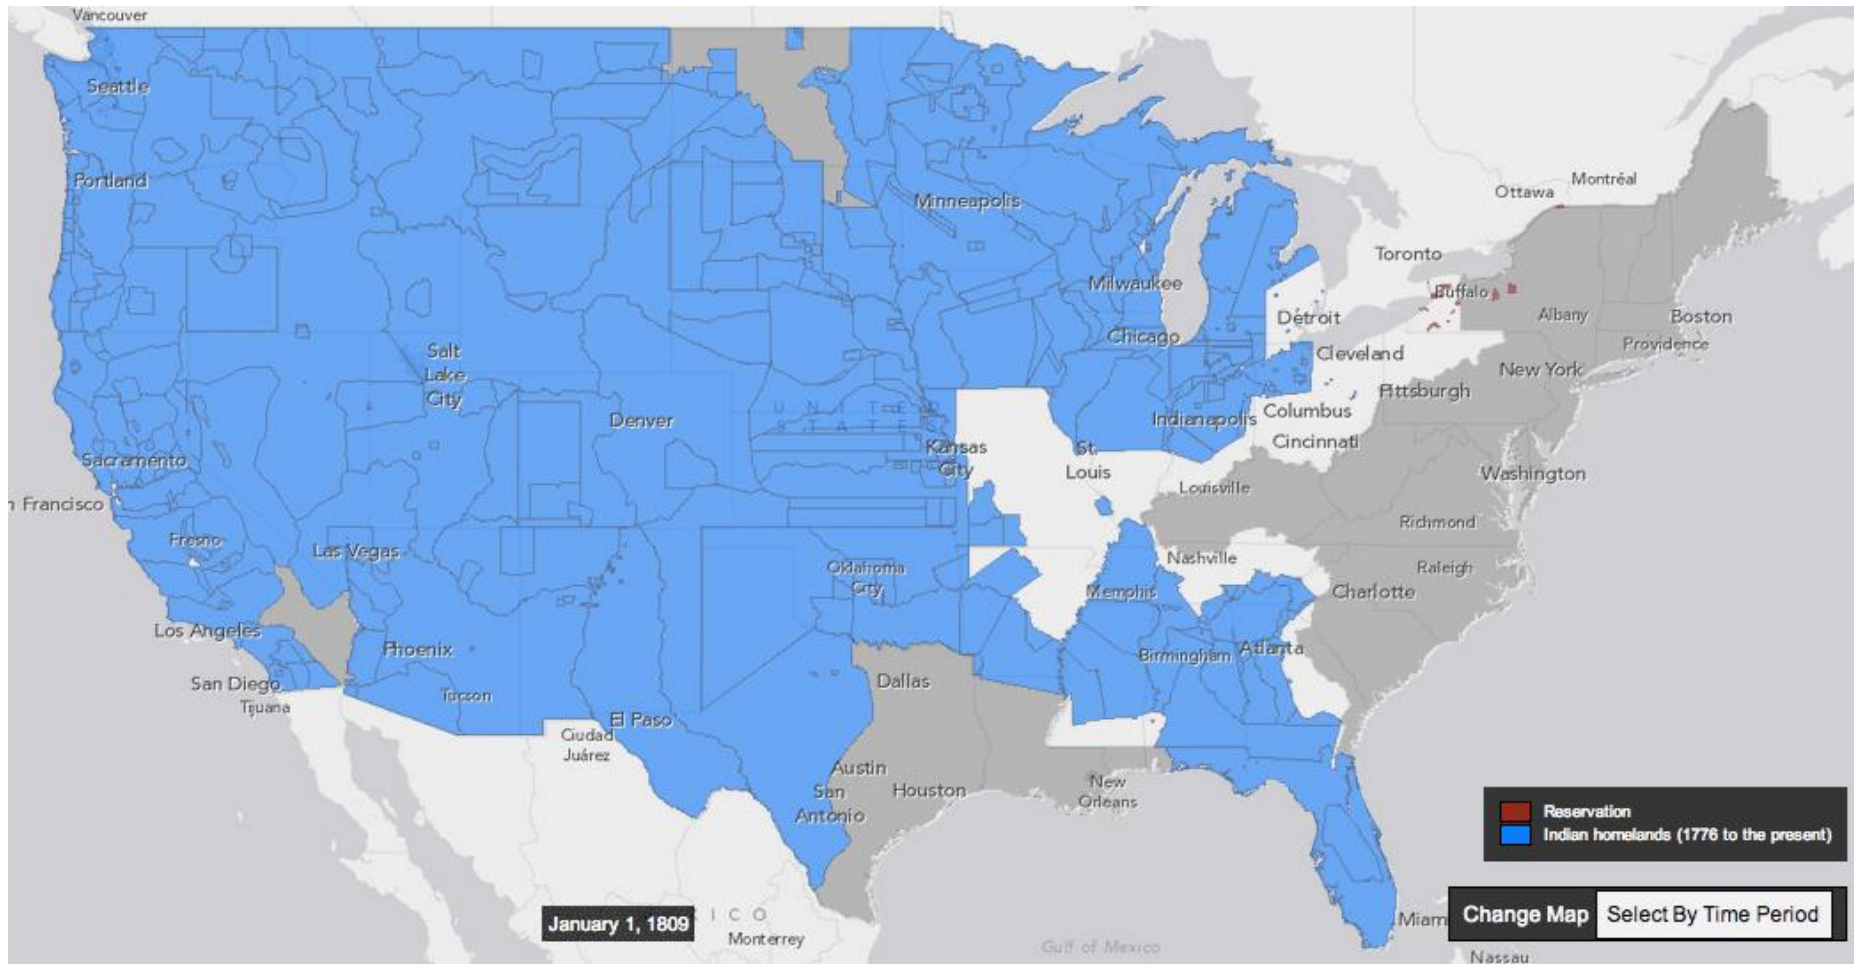 Vancouver
Seattle
Portland
Minneapolis
Ottawa
Montréal
Toronto
Milwaukee
Buffalo
Détroit
Albany
Boston
Chicago
Providence
Salt
Lake
City
Cleveland
New York
Pittsburgh
UNITED
STATES
Denver
Indianapolis
Columbus
Cincinnati
Kansas
City
St.
Louis
Sacramento
Washington
Louisville
n Francisco
Richmond
Fresno
Las Vegas
Nashville
Oklahoma
City
Raleigh
Memphis
Charlotte
Los Angeles
Phoenix
Birmingham
Atlanta
San Diego
Tijuana
Tucson
Dallas
El Paso
Ciudad
Juárez
Austin
San
Antonio
Houston
New
Orleans
Reservation
Indian homelands (1776 to the present)
January 1, 1809
I C O
Monterrey
Gulf of Mexico
Miam
Change Map
Select By Time Period
Nassau